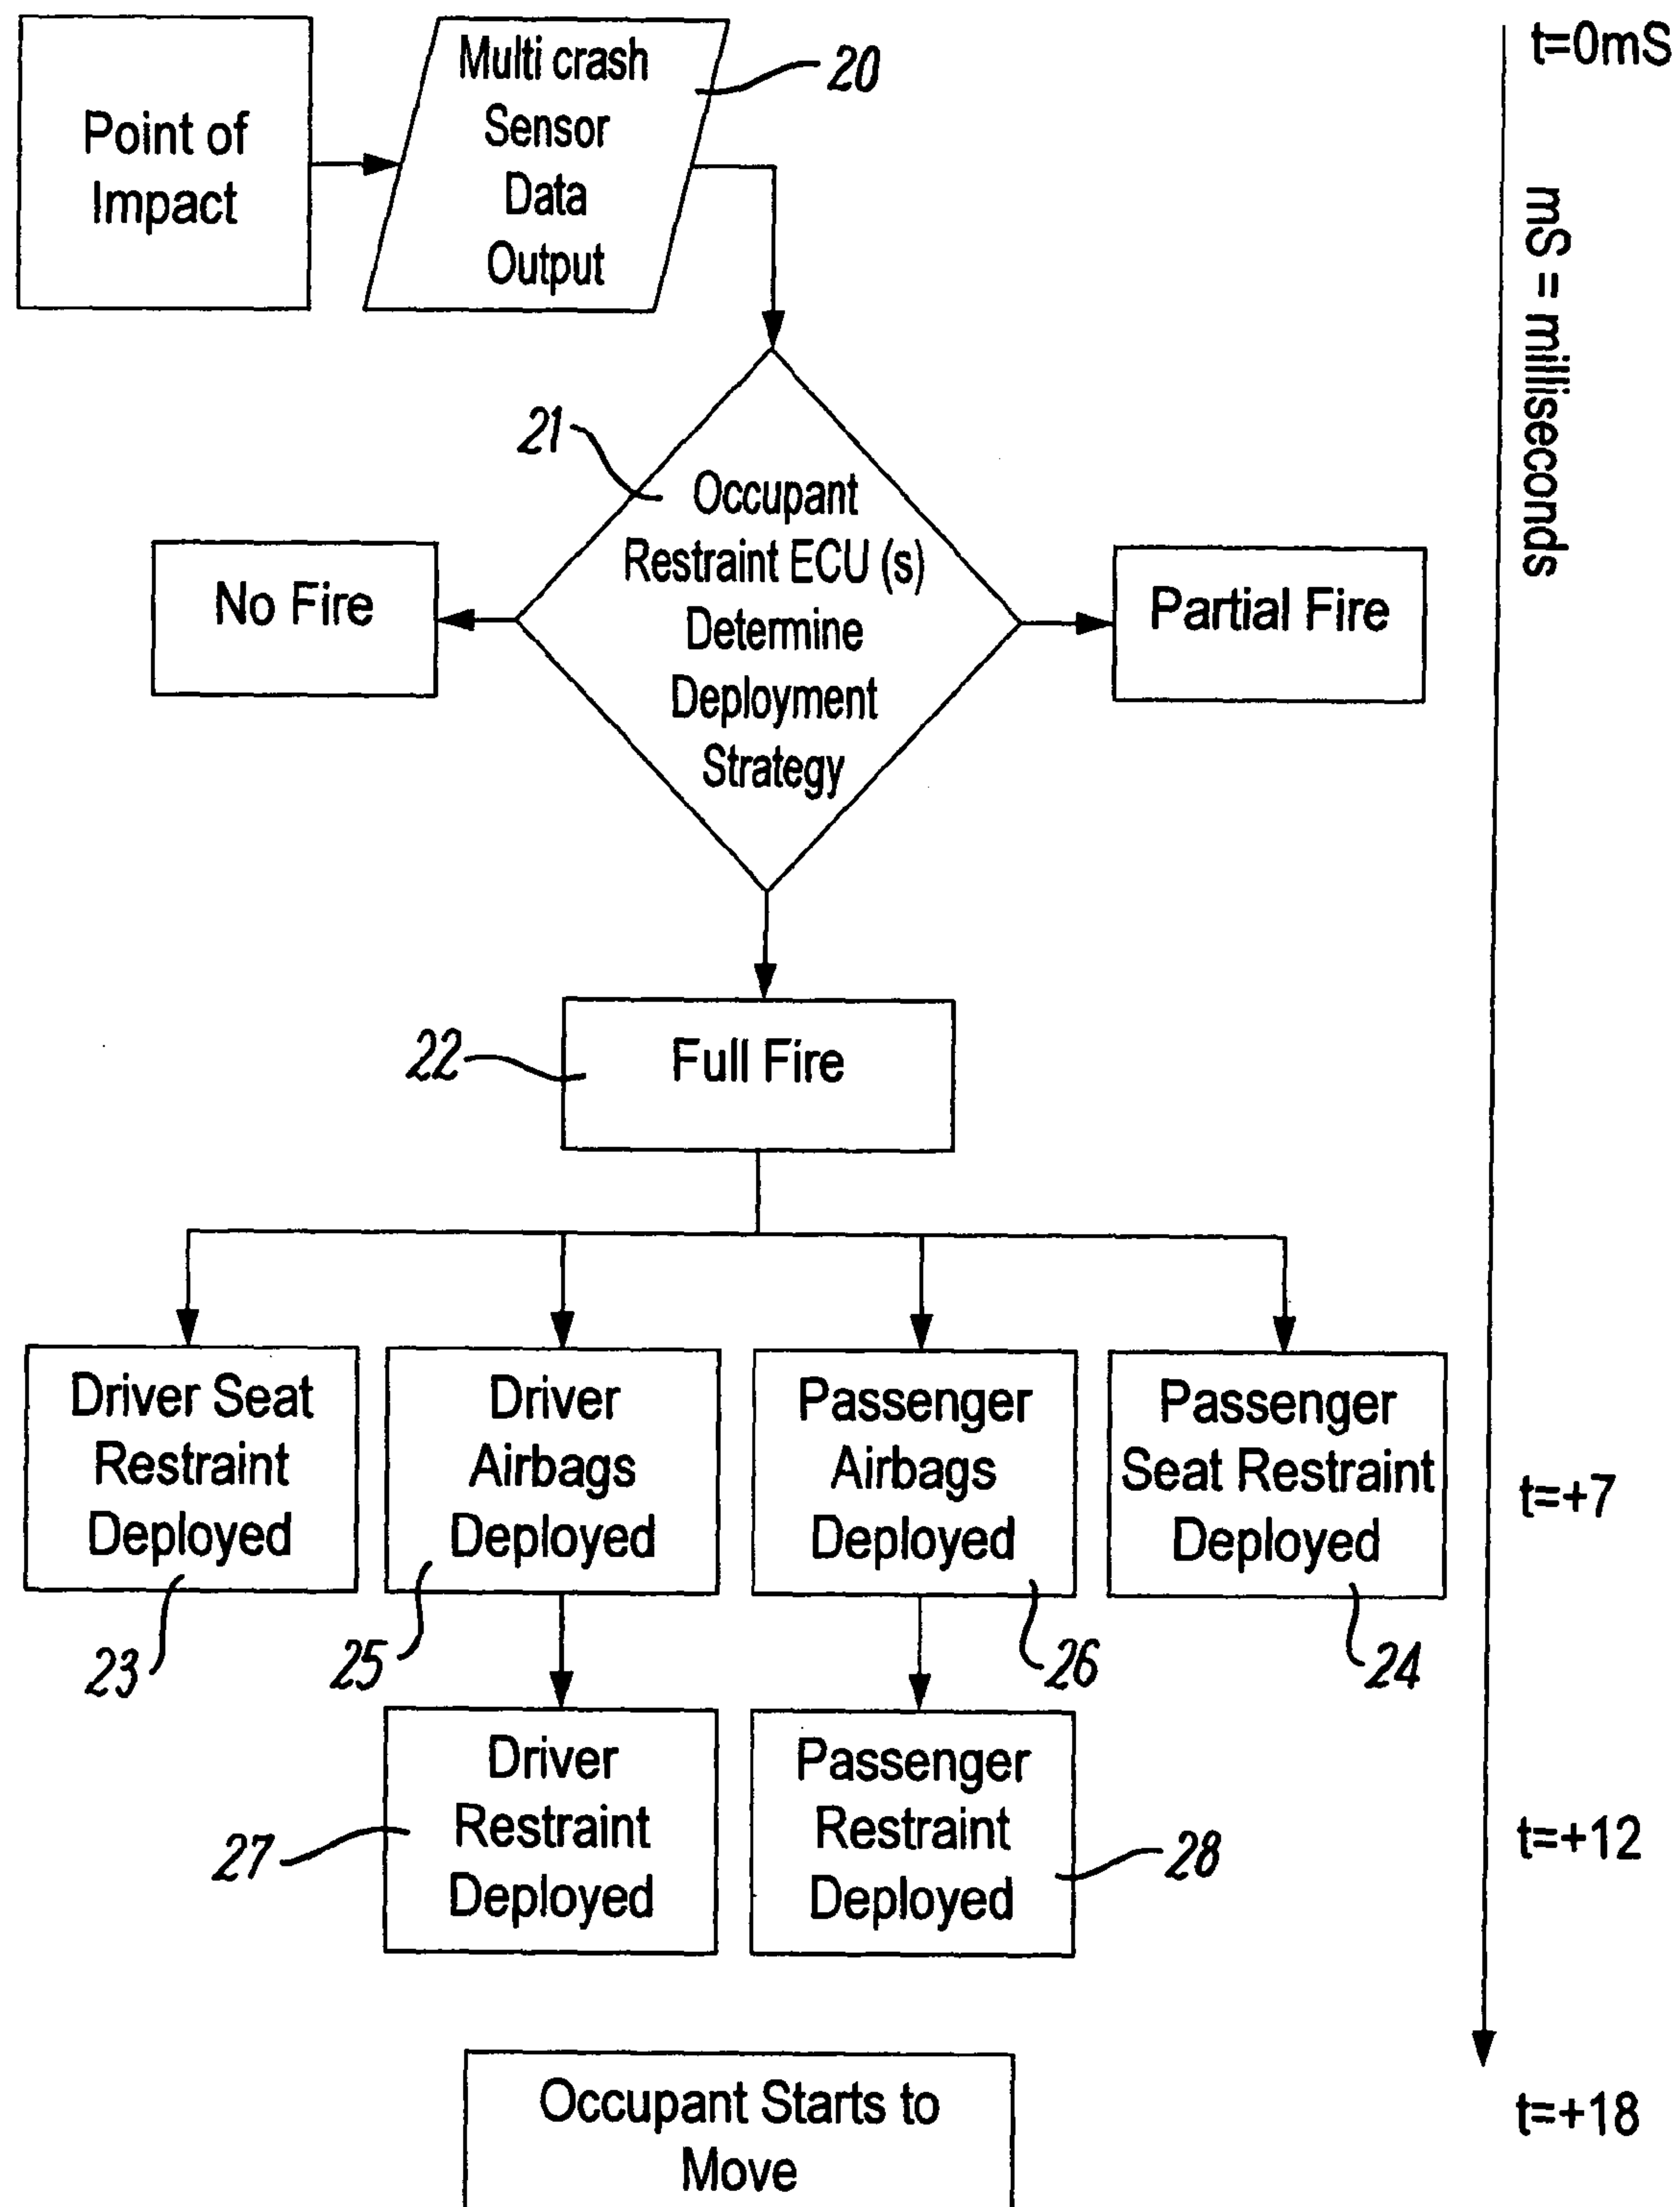 Point of
Impact
Multi crash
Sensor
Data
Output
20
t=0mS
mS = milliseconds
21
Occupant
Restraint ECU (s)
Determine
Deployment
Strategy
No Fire
Partial Fire
22
Full Fire
Driver Seat
Restraint
Deployed
23
Driver
Airbags
Deployed
25
Passenger
Airbags
Deployed
26
Passenger
Seat Restraint
Deployed
24
t=+7
Driver
Restraint
Deployed
27
Passenger
Restraint
Deployed
28
t=+12
Occupant Starts to
Move
t=+18